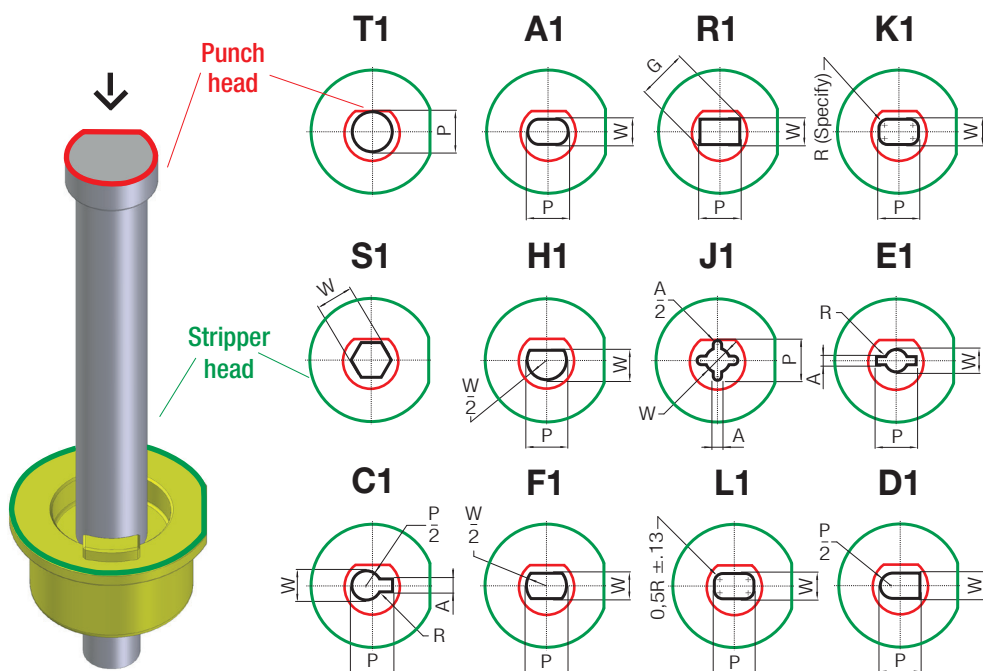 Punch
head
Stripper
head
T1
P
A1
W
P
R1
G
W
P
K1
R (Specify)
W
P
S1
W
H1
W
2
W
P
J1
A
2
P
W
A
E1
R
A
W
P
C1
P
2
W
A
R
P
F1
W
2
W
P
L1
0,5R ±.13
W
P
D1
P
2
W
P